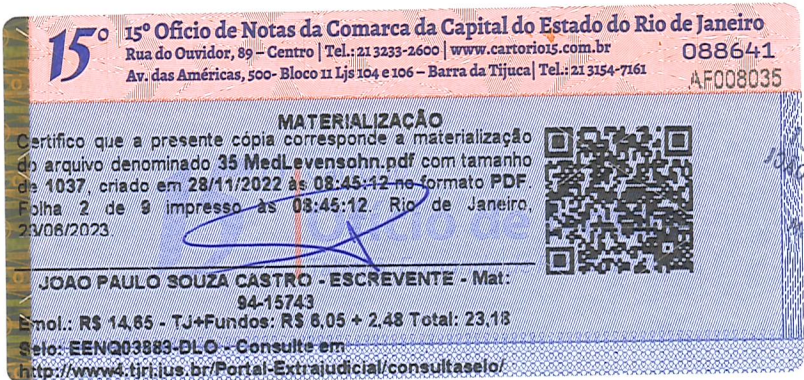 15º 15º Ofício de Notas da Comarca da Capital do Estado do Rio de Janeiro
Rua do Ouvidor, 89 – Centro | Tel.: 21 3233-2600 | www.cartorio15.com.br
088641
Av. das Américas, 500- Bloco 11 Ljs 104 e 106 – Barra da Tijuca| Tel.: 21 3154-7161
AF008035
MATERIALIZAÇÃO
Certifico que a presente cópia corresponde a materialização
do arquivo denominado 35 MedLevensohn.pdf com tamanho
de 1037, criado em 28/11/2022 às 08:45:12 no formato PDF.
Folha 2 de 9 impresso às 08:45:12. Rio de Janeiro,
23/06/2023.
Ofício de
JOAO PAULO SOUZA CASTRO - ESCREVENTE - Mat:
94-15743
Emol.: R$ 14,65 - TJ+Fundos: R$ 6,05 + 2,48 Total: 23,18
Selo: EENQ03883-DLO - Consulte em
http://www4.tjrj.jus.br/Portal-Extrajudicial/consultaselo/